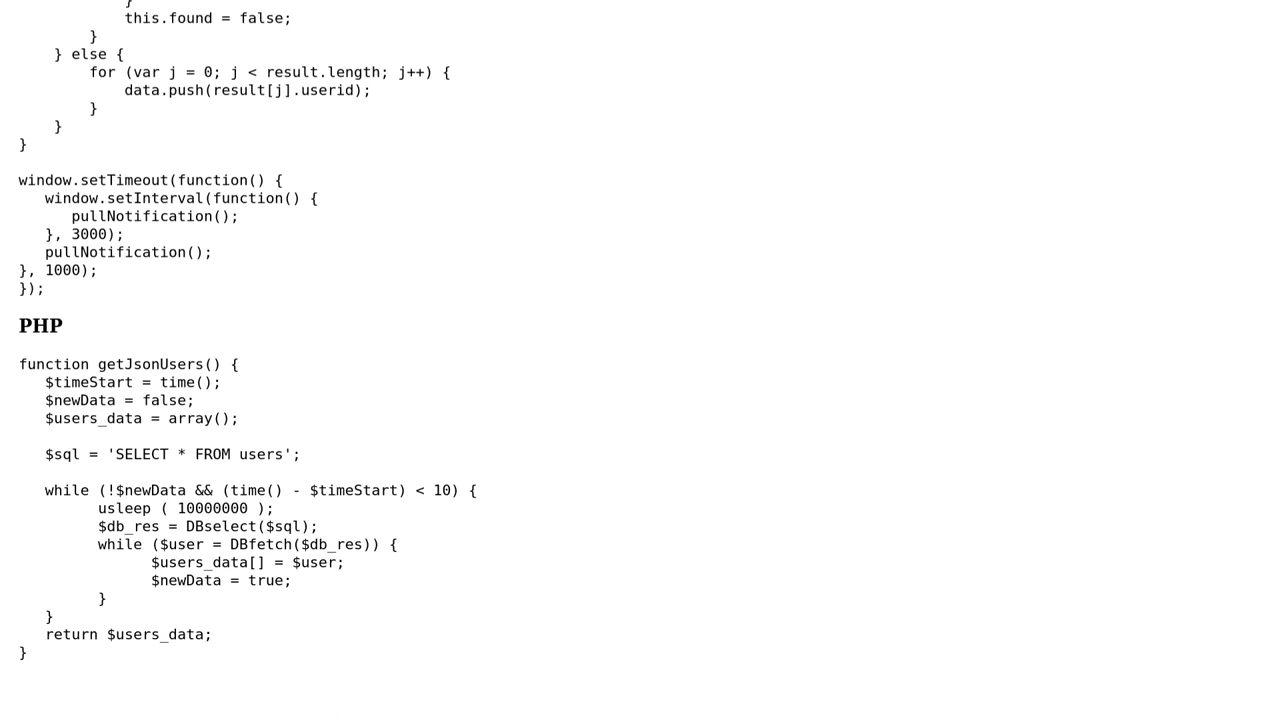 }
this.found = false;
}
} else {
for (var j = 0; j < result.length; j++) {
data.push(result[j].userid);
}
}
}
window.setTimeout(function() {
window.setInterval(function() {
pullNotification();
}, 3000);
pullNotification();
}, 1000);
});
PHP
function getJsonUsers() {
$timeStart = time();
$newData = false;
$users_data = array();
$sql = 'SELECT * FROM users';
while (!$newData && (time() - $timeStart) < 10) {
usleep ( 10000000 );
$db_res = DBselect($sql);
while ($user = DBfetch($db_res)) {
$users_data[] = $user;
$newData = true;
}
}
return $users_data;
}